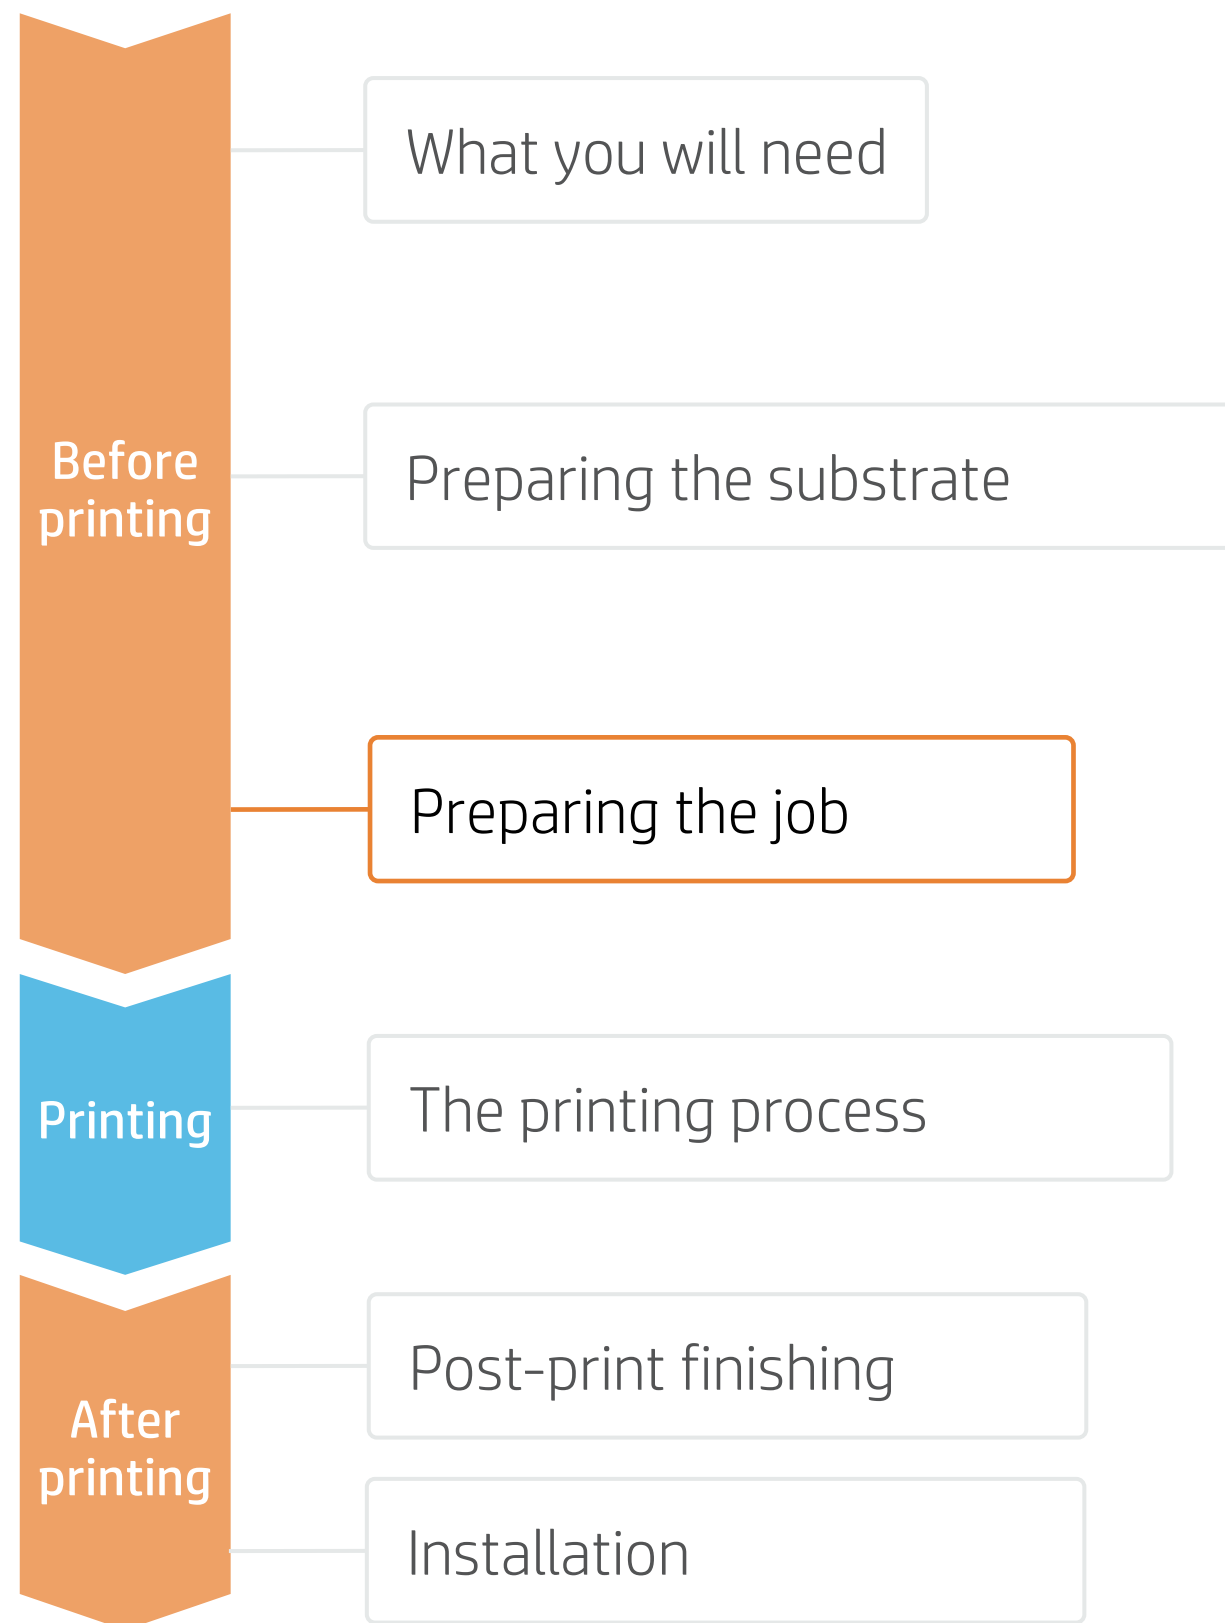 What you will need
Preparing the substrate
Before
printing
Preparing the job
The printing process
Printing
Post-print finishing
After
printing
Installation